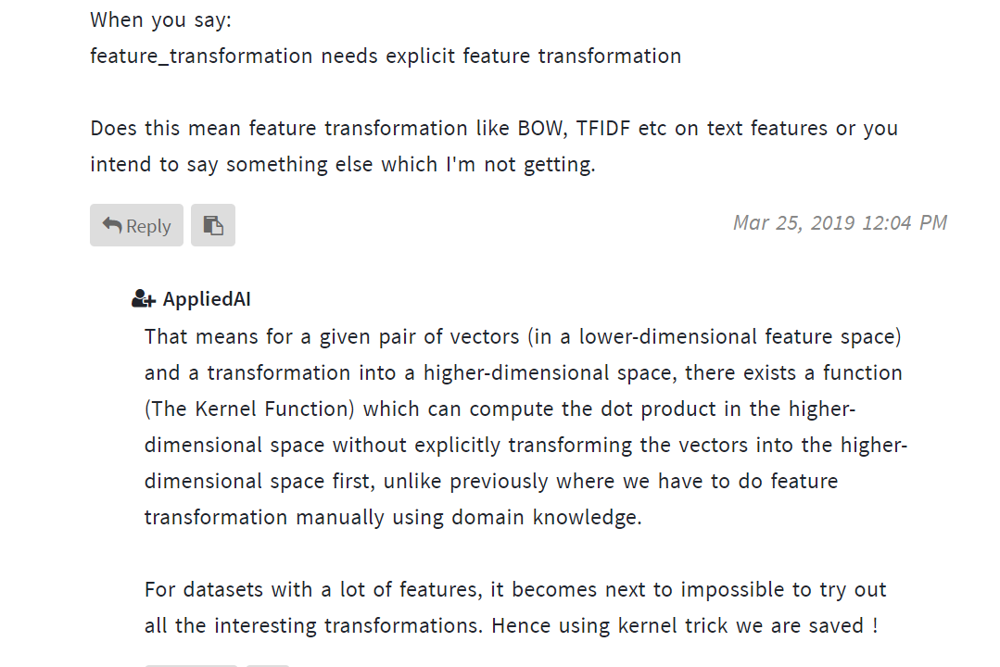 When you say:
feature_transformation needs explicit feature transformation
Does this mean feature transformation like BOW, TFIDF etc on text features or you
intend to say something else which I'm not getting.
Reply
Mar 25, 2019 12:04 PM
AppliedAI
That means for a given pair of vectors (in a lower-dimensional feature space)
and a transformation into a higher-dimensional space, there exists a function
(The Kernel Function) which can compute the dot product in the higher-
dimensional space without explicitly transforming the vectors into the higher-
dimensional space first, unlike previously where we have to do feature
transformation manually using domain knowledge.
For datasets with a lot of features, it becomes next to impossible to try out
all the interesting transformations. Hence using kernel trick we are saved !